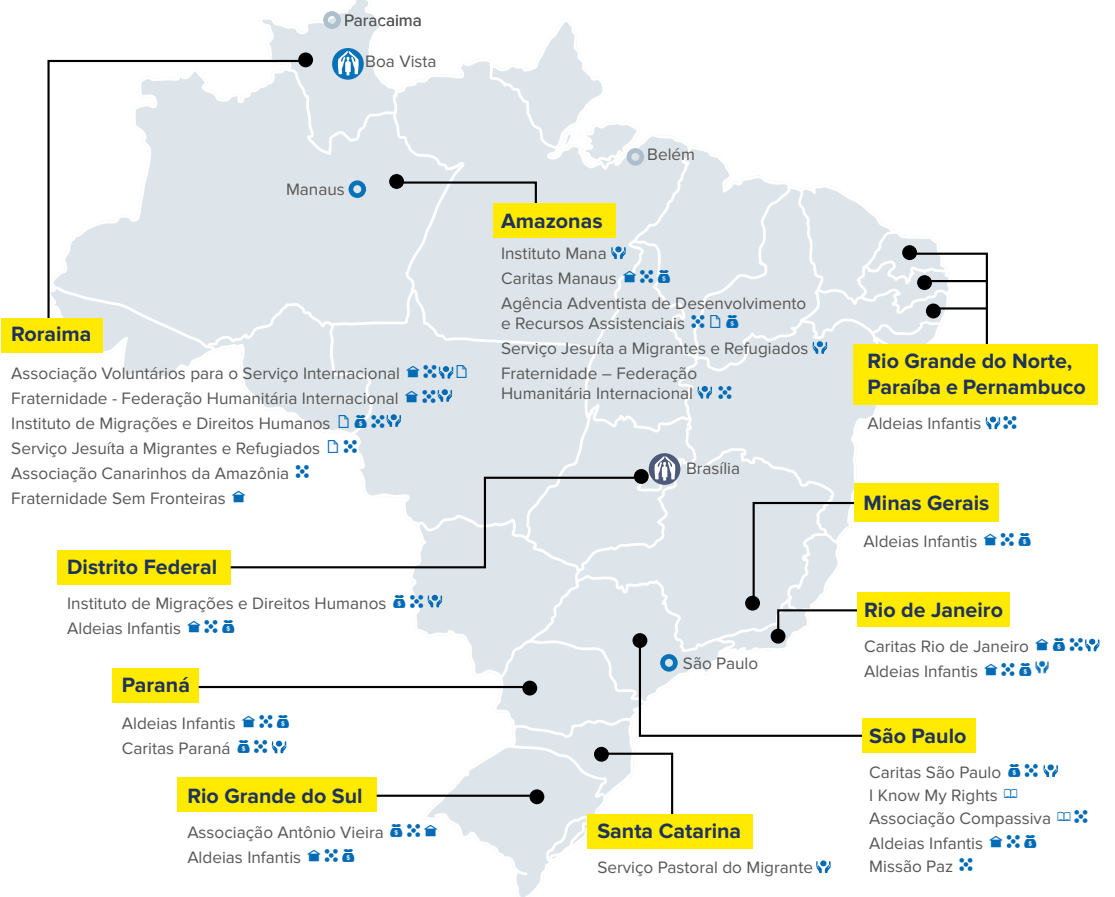 Paracaima
Boa Vista
Belém
Manaus
Amazonas
Instituto Mana
Caritas Manaus
Agência Adventista de Desenvolvimento
e Recursos Assistenciais
Serviço Jesuíta a Migrantes e Refugiados
Fraternidade – Federação
Humanitária Internacional
Roraima
Associação Voluntários para o Serviço Internacional
Fraternidade - Federação Humanitária Internacional
Instituto de Migrações e Direitos Humanos
Serviço Jesuíta a Migrantes e Refugiados
Associação Canarinhos da Amazônia
Fraternidade Sem Fronteiras
Rio Grande do Norte,
Paraíba e Pernambuco
Aldeias Infantis
Brasília
Minas Gerais
Aldeias Infantis
Distrito Federal
Instituto de Migrações e Direitos Humanos
Aldeias Infantis
Rio de Janeiro
Caritas Rio de Janeiro
Aldeias Infantis
São Paulo
Paraná
Aldeias Infantis
Caritas Paraná
São Paulo
Caritas São Paulo
I Know My Rights
Associação Compassiva
Aldeias Infantis
Missão Paz
Rio Grande do Sul
Associação Antônio Vieira
Aldeias Infantis
Santa Catarina
Serviço Pastoral do Migrante